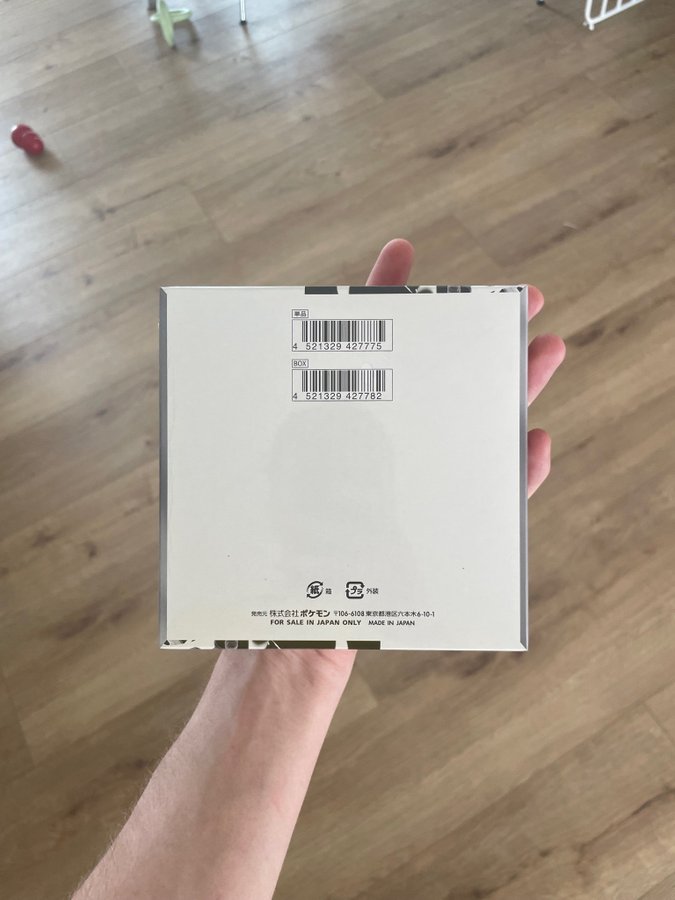 単品
4 521329 427775
BOX
4 521329 427782
紙 箱 プラ 外装
発売元 株式会社ポケモン 〒106-6108 東京都港区六本木6-10-1
FOR SALE IN JAPAN ONLY MADE IN JAPAN